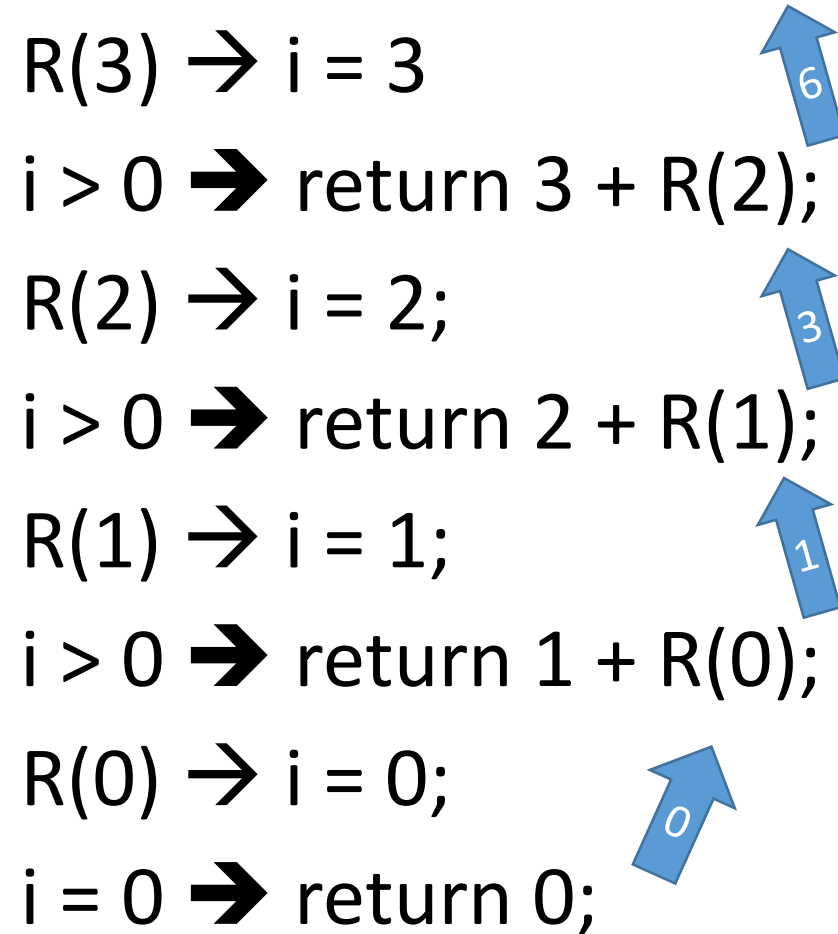 R(3) → i = 3
6
i > 0 🡺 return 3 + R(2);
R(2) → i = 2;
3
i > 0 🡺 return 2 + R(1);
R(1) → i = 1;
1
i > 0 🡺 return 1 + R(0);
R(0) → i = 0;
0
i = 0 🡺 return 0;